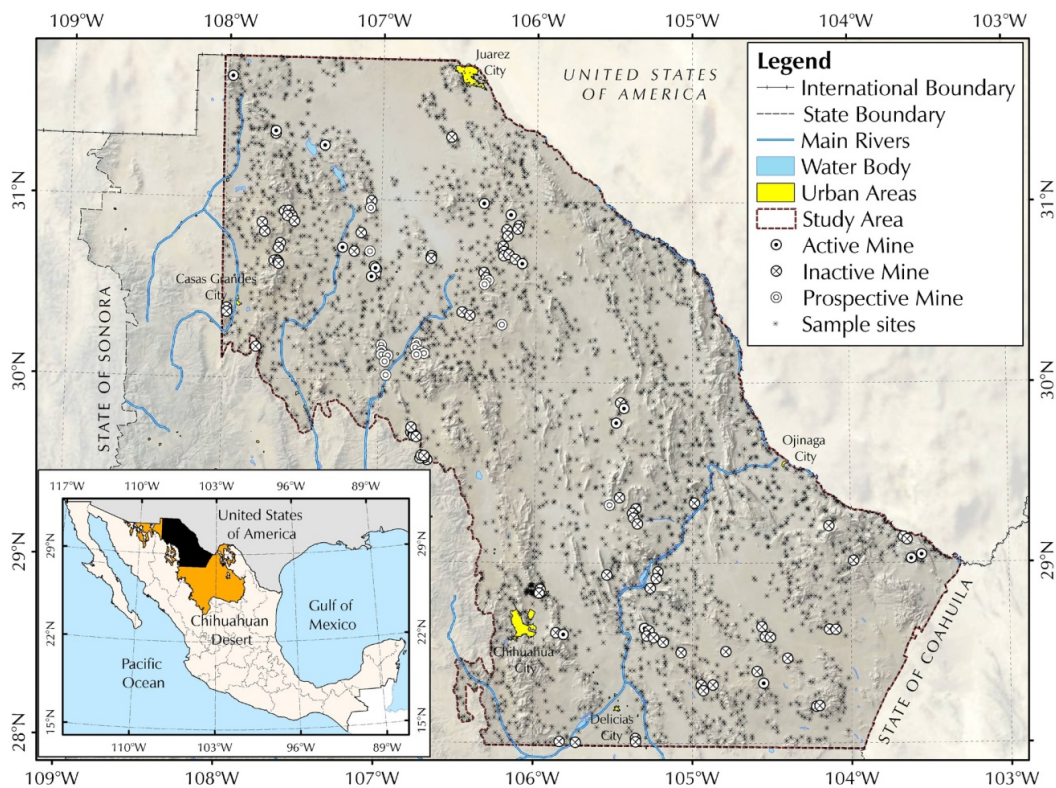 109°W
108°W
107°W
106°W
105°W
104°W
103°W
Juarez
City
UNITED STATES
OF AMERICA
Legend
International Boundary
State Boundary
Main Rivers
Water Body
Urban Areas
Study Area
Active Mine
Inactive Mine
Prospective Mine
Sample sites
31°N
31°N
Casas Grandes
City
STATE OF SONORA
30°N
30°N
Ojinaga
City
29°N
29°N
Chihuahua
City
Delicias
City
STATE OF COAHUILA
28°N
117°W
110°W
103°W
96°W
89°W
United States
of America
29°N
29°N
Chihuahuan
Desert
Gulf of
Mexico
22°N
22°N
Pacific
Ocean
15°N
15°N
110°W
103°W
96°W
89°W
109°W
108°W
107°W
106°W
105°W
104°W
103°W